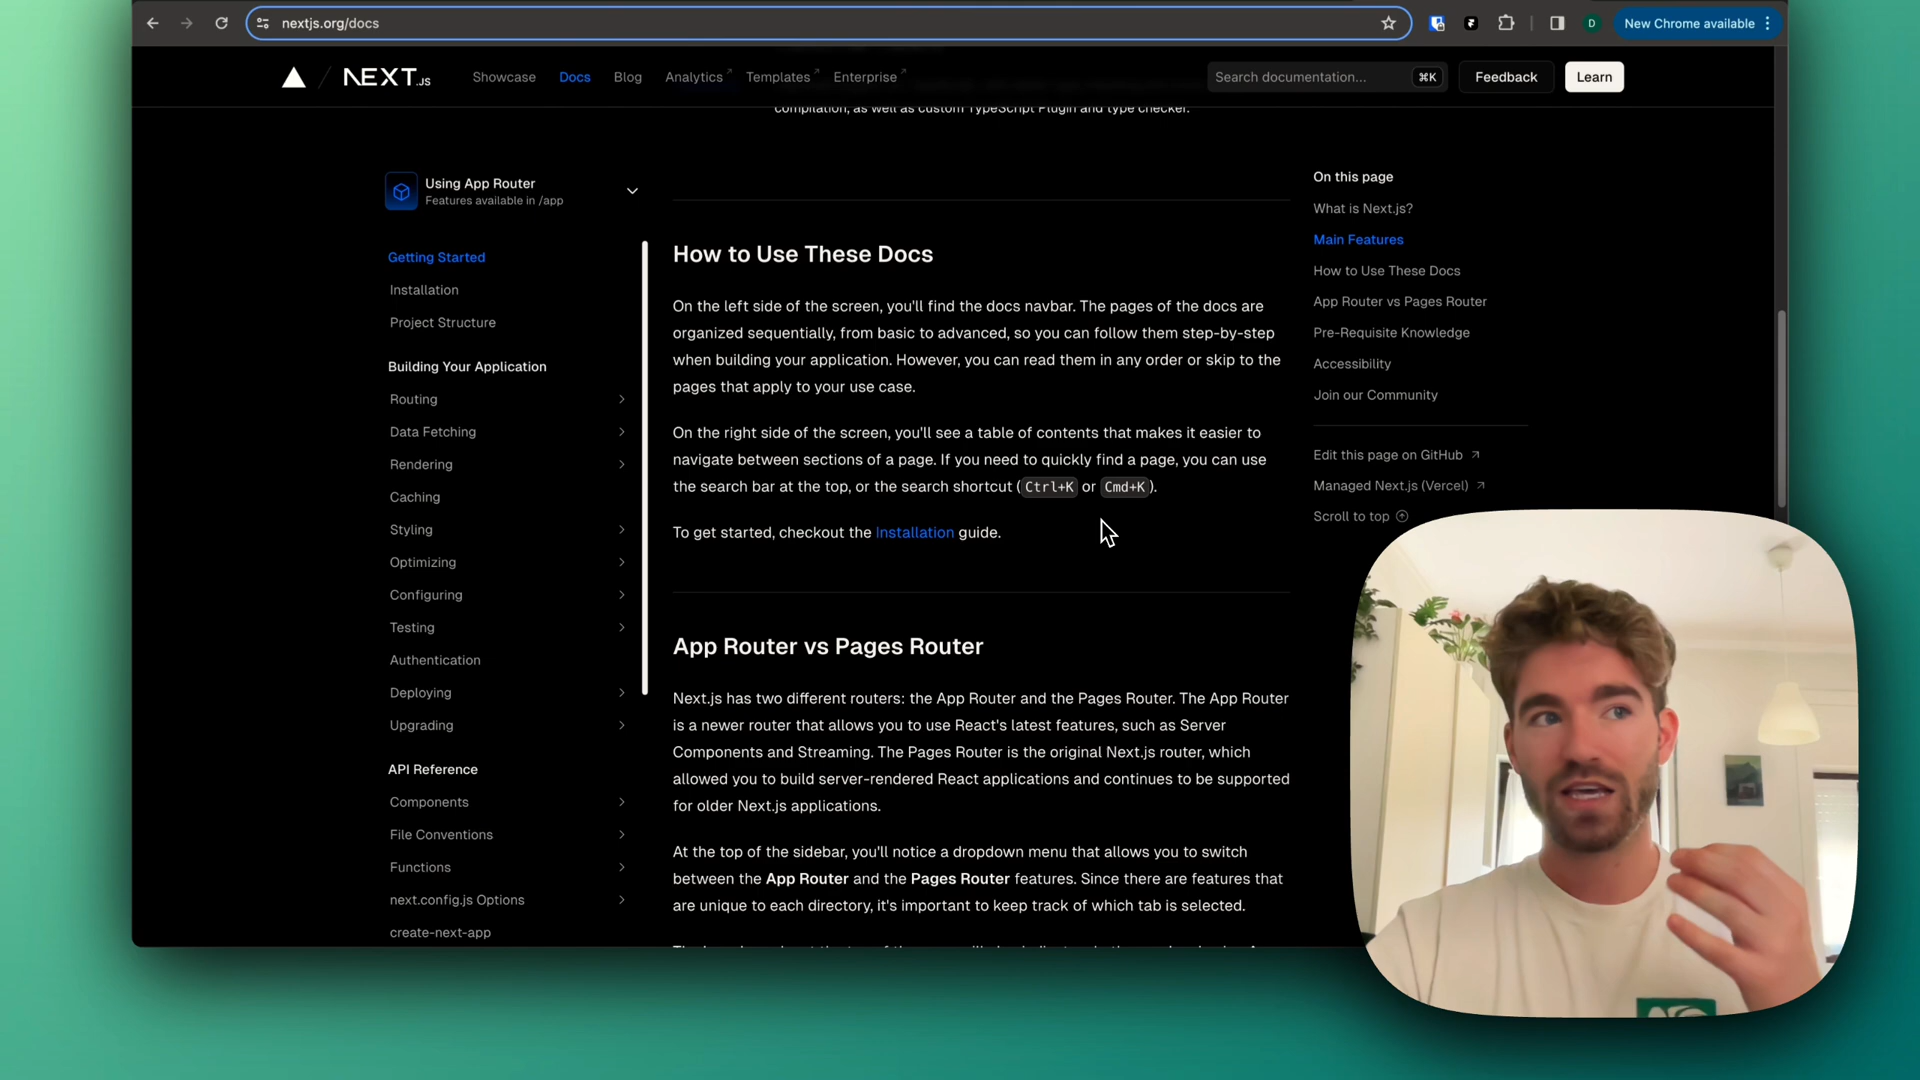 nextjs.org/docs
D
New Chrome available
NEXT.JS
Showcase
Docs
Blog
Analytics
Templates
Enterprise
Search documentation...
⌘K
Feedback
Learn
compilation, as well as custom TypeScript Plugin and type checker.
Using App Router
Features available in /app
Getting Started
Installation
Project Structure
Building Your Application
Routing
Data Fetching
Rendering
Caching
Styling
Optimizing
Configuring
Testing
Authentication
Deploying
Upgrading
API Reference
Components
File Conventions
Functions
next.config.js Options
create-next-app
How to Use These Docs
On the left side of the screen, you'll find the docs navbar. The pages of the docs are
organized sequentially, from basic to advanced, so you can follow them step-by-step
when building your application. However, you can read them in any order or skip to the
pages that apply to your use case.
On the right side of the screen, you'll see a table of contents that makes it easier to
navigate between sections of a page. If you need to quickly find a page, you can use
the search bar at the top, or the search shortcut (Ctrl+K or Cmd+K).
To get started, checkout the Installation guide.
App Router vs Pages Router
Next.js has two different routers: the App Router and the Pages Router. The App Router
is a newer router that allows you to use React's latest features, such as Server
Components and Streaming. The Pages Router is the original Next.js router, which
allowed you to build server-rendered React applications and continues to be supported
for older Next.js applications.
At the top of the sidebar, you'll notice a dropdown menu that allows you to switch
between the App Router and the Pages Router features. Since there are features that
are unique to each directory, it's important to keep track of which tab is selected.
On this page
What is Next.js?
Main Features
How to Use These Docs
App Router vs Pages Router
Pre-Requisite Knowledge
Accessibility
Join our Community
Edit this page on GitHub
Managed Next.js (Vercel)
Scroll to top